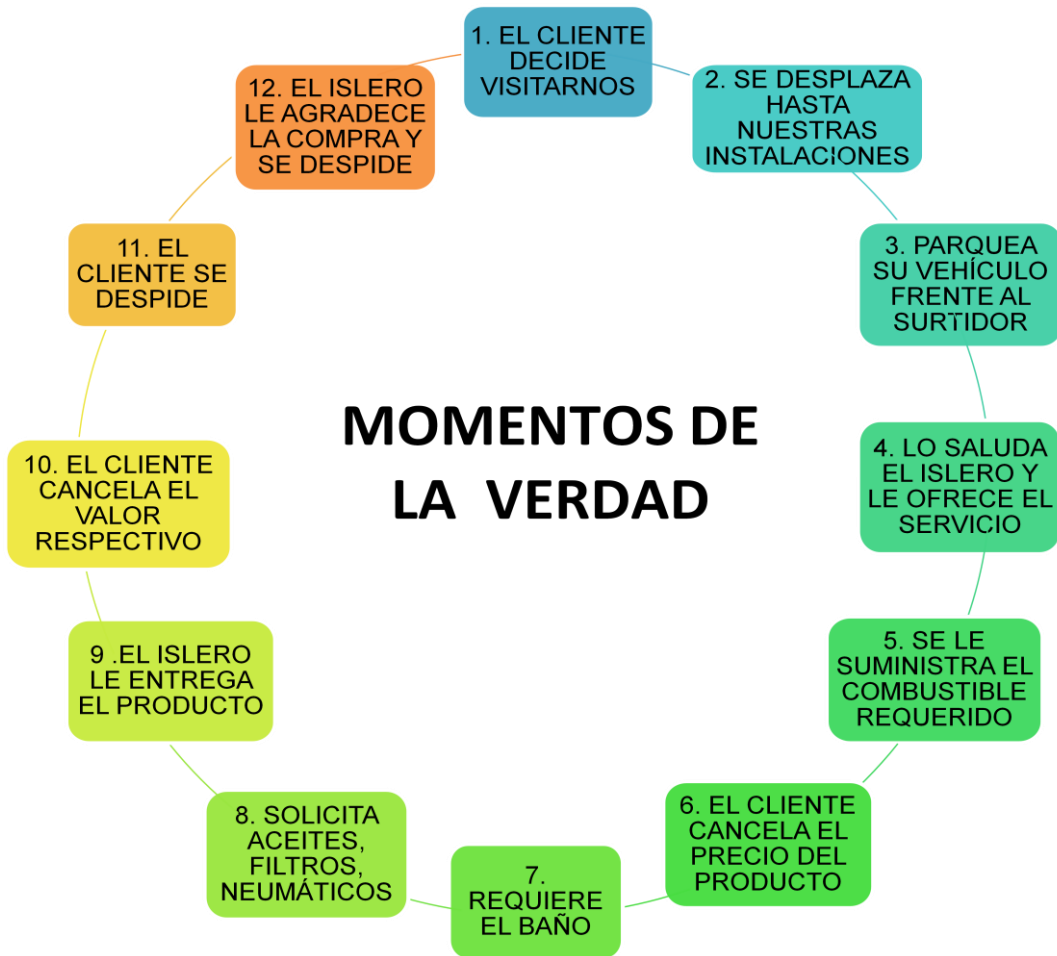 1. EL CLIENTE
DECIDE
VISITARNOS
2. SE DESPLAZA
HASTA
NUESTRAS
INSTALACIONES
3. PARQUEA
SU VEHÍCULO
FRENTE AL
SURTIDOR
4. LO SALUDA
EL ISLERO Y
LE OFRECE EL
SERVICIO
5. SE LE
SUMINISTRA EL
COMBUSTIBLE
REQUERIDO
6. EL CLIENTE
CANCELA EL
PRECIO DEL
PRODUCTO
7.
REQUIERE
EL BAÑO
8. SOLICITA
ACEITES,
FILTROS,
NEUMÁTICOS
9 .EL ISLERO
LE ENTREGA
EL PRODUCTO
10. EL CLIENTE
CANCELA EL
VALOR
RESPECTIVO
11. EL
CLIENTE SE
DESPIDE
12. EL ISLERO
LE AGRADECE
LA COMPRA Y
SE DESPIDE
MOMENTOS DE
LA VERDAD